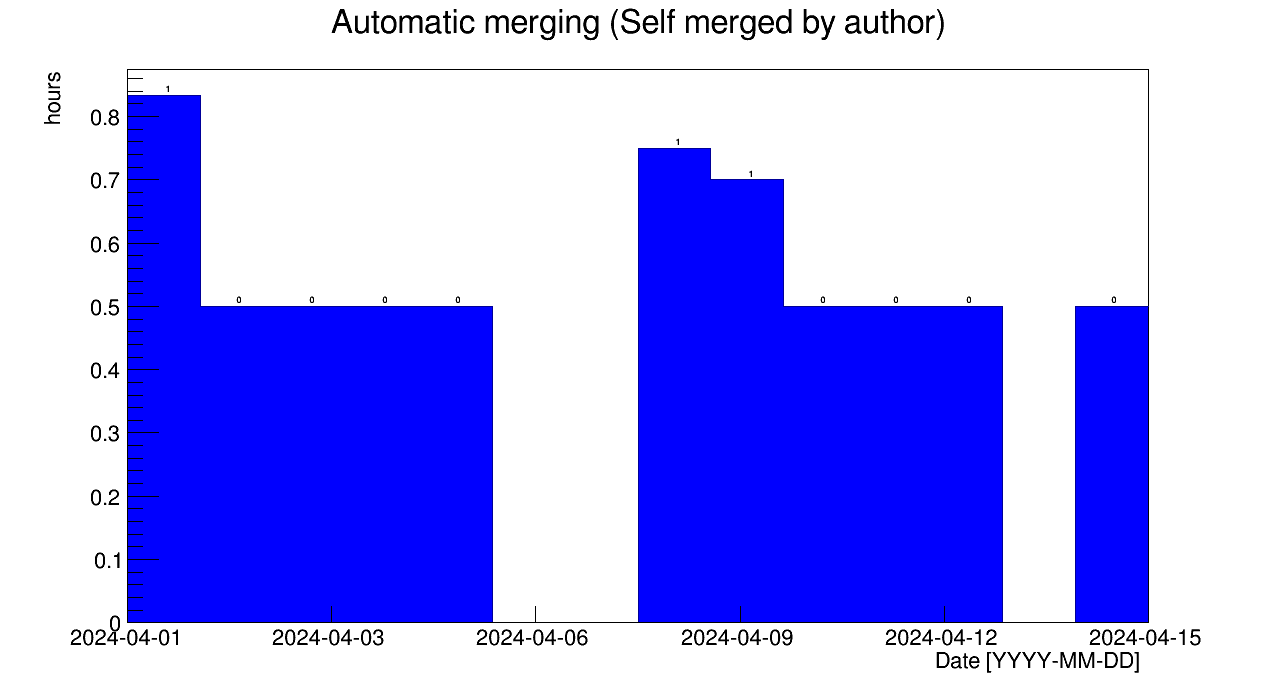 Automatic merging (Self merged by author)
hours
0.8
0.7
0.6
0.5
0.4
0.3
0.2
0.1
0
1
0 0 0 0
1
1
0 0 0
0
2024-04-01 2024-04-03 2024-04-06 2024-04-09 2024-04-12 2024-04-15
Date [YYYY-MM-DD]